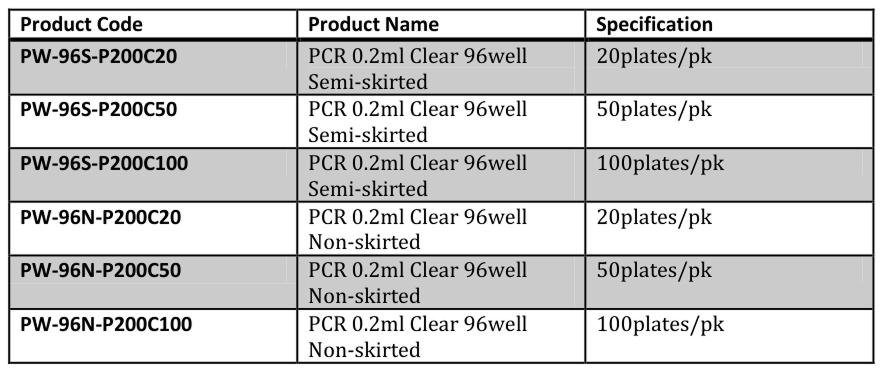 Product Code Product Name Specification
PW-96S-P200C20 PCR 0.2ml Clear 96well 20plates/pk
Semi-skirted
PW-96S-P200C50 PCR 0.2ml Clear 96well 50plates/pk
Semi-skirted
PW-96S-P200C100 PCR 0.2ml Clear 96well 100plates/pk
Semi-skirted
PW-96N-P200C20 PCR 0.2ml Clear 96well 20plates/pk
Non-skirted
PW-96N-P200C50 PCR 0.2ml Clear 96well 50plates/pk
Non-skirted
PW-96N-P200C100 PCR 0.2ml Clear 96well 100plates/pk
Non-skirted